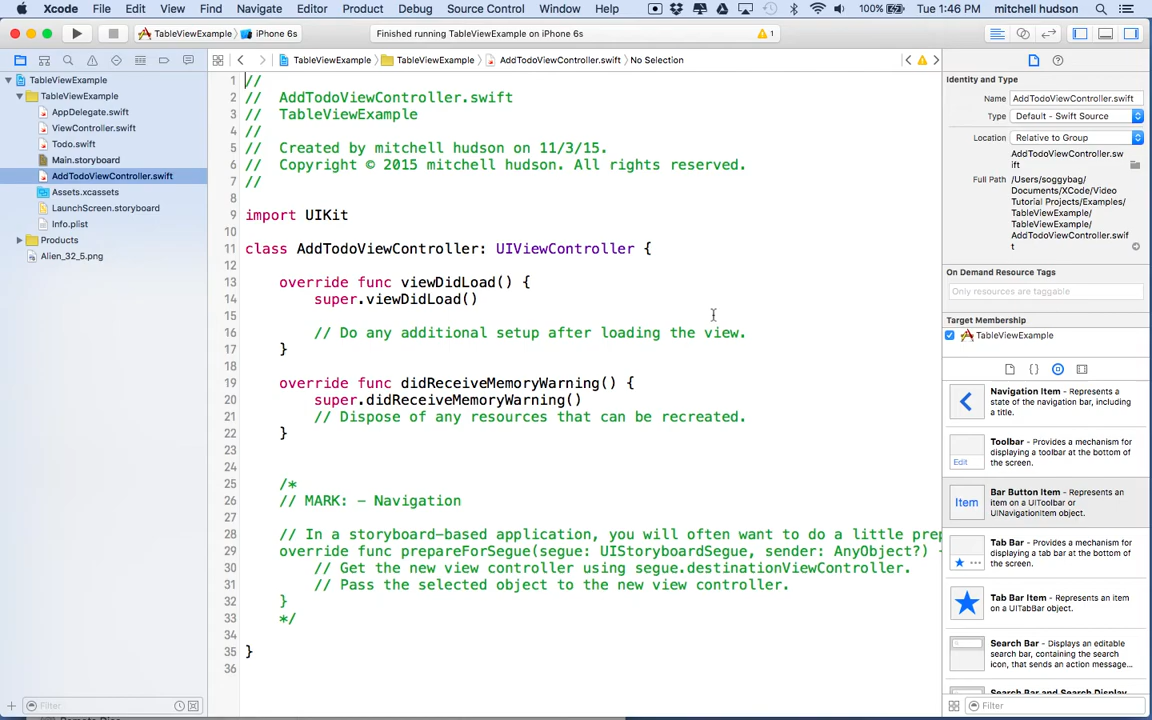 Xcode File Edit View Find Navigate Editor Product Debug Source Control Window Help 100% Tue 1:46 PM mitchell hudson
TableViewExample iPhone 6s Finished running TableViewExample on iPhone 6s 1
TableViewExample TableViewExample AddTodoViewController.swift No Selection
TableViewExample
TableViewExample
AppDelegate.swift
ViewController.swift
Todo.swift
Main.storyboard
AddTodoViewController.swift
Assets.xcassets
LaunchScreen.storyboard
Info.plist
Products
Alien_32_5.png
Filter
1 //
2 // AddTodoViewController.swift
3 // TableViewExample
4 //
5 // Created by mitchell hudson on 11/3/15.
6 // Copyright © 2015 mitchell hudson. All rights reserved.
7 //
8
9 import UIKit
10
11 class AddTodoViewController: UIViewController {
12
13 override func viewDidLoad() {
14 super.viewDidLoad()
15
16 // Do any additional setup after loading the view.
17 }
18
19 override func didReceiveMemoryWarning() {
20 super.didReceiveMemoryWarning()
21 // Dispose of any resources that can be recreated.
22 }
23
24
25 /*
26 // MARK: - Navigation
27
28 // In a storyboard-based application, you will often want to do a little prep
29 override func prepareForSegue(segue: UIStoryboardSegue, sender: AnyObject?)
30 // Get the new view controller using segue.destinationViewController.
31 // Pass the selected object to the new view controller.
32 }
33 */
34
35 }
36
Identity and Type
Name AddTodoViewController.swift
Type Default - Swift Source
Location Relative to Group
AddTodoViewController.sw
ift
Full Path /Users/soggybag/
Documents/XCode/Video
Tutorial Projects/Examples/
TableViewExample/
TableViewExample/
AddTodoViewController.swif
t
On Demand Resource Tags
Only resources are taggable
Target Membership
TableViewExample
Navigation Item - Represents a
state of the navigation bar, including
a title.
Edit
Toolbar - Provides a mechanism for
displaying a toolbar at the bottom of
the screen.
Item
Bar Button Item - Represents an
item on a UIToolbar or
UINavigationItem object.
Tab Bar - Provides a mechanism for
displaying a tab bar at the bottom of
the screen.
Tab Bar Item - Represents an item
on a UITabBar object.
Search Bar - Displays an editable
search bar, containing the search
icon, that sends an action message...
Search Bar and Search Display
Filter